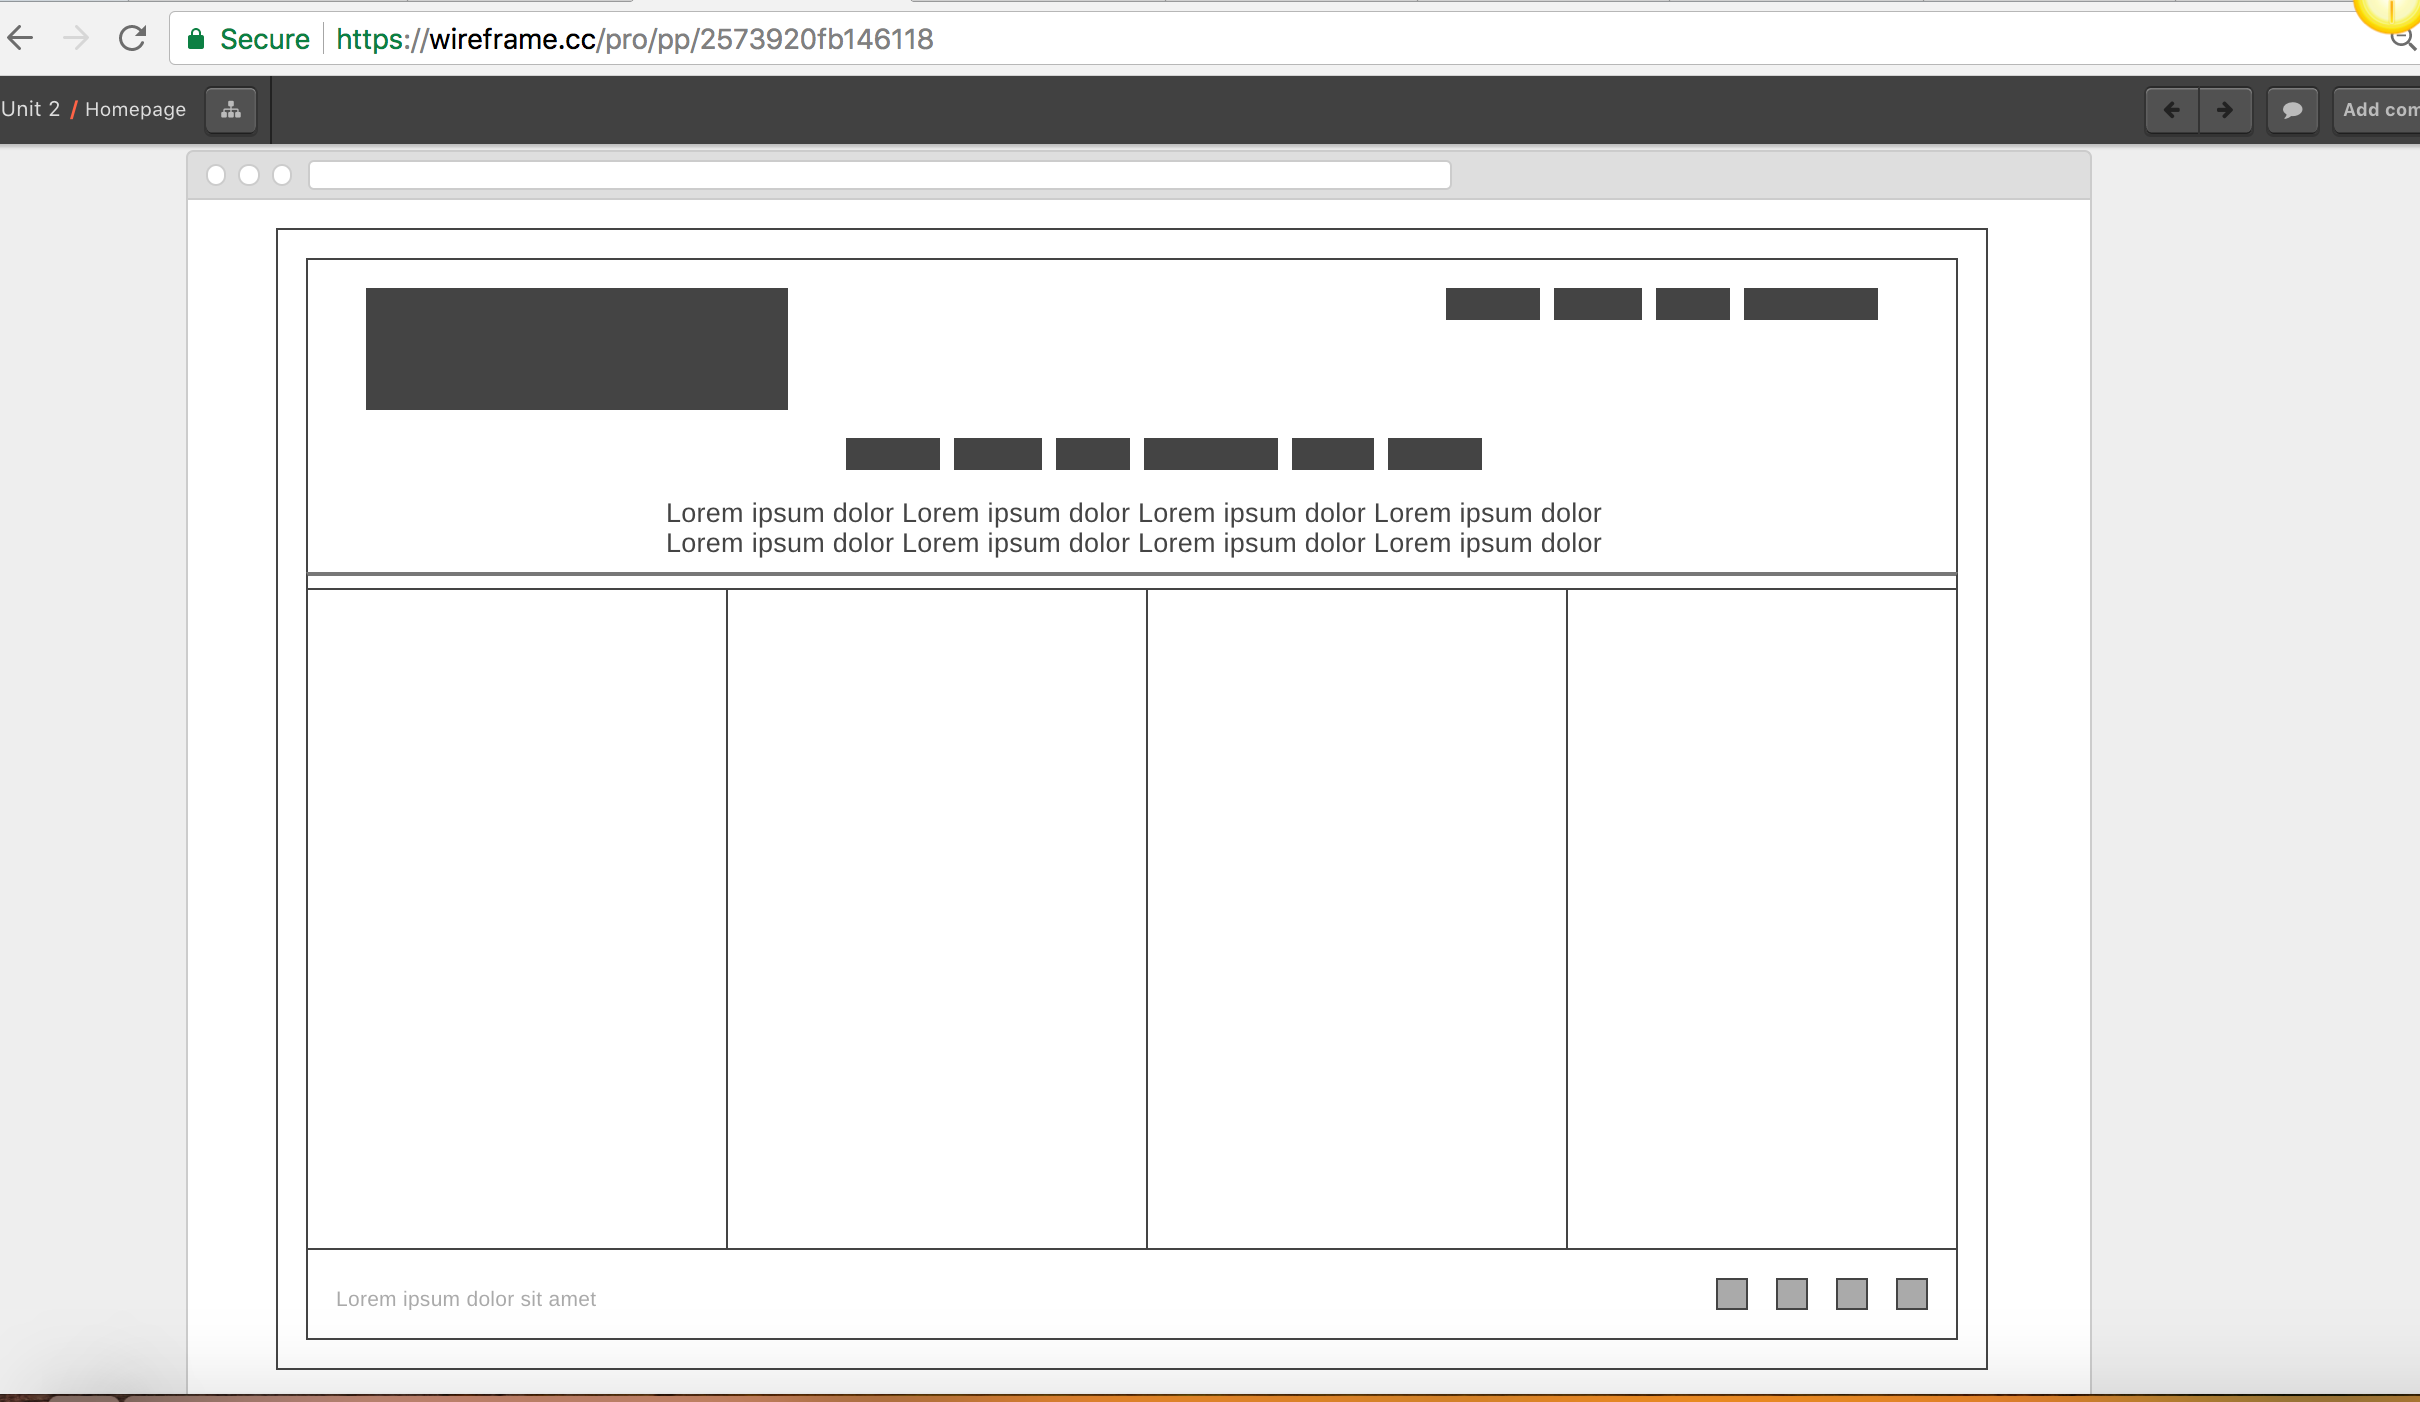 Secure https://wireframe.cc/pro/pp/2573920fb146118
Unit 2 / Homepage
Add com
Lorem ipsum dolor Lorem ipsum dolor Lorem ipsum dolor Lorem ipsum dolor
Lorem ipsum dolor Lorem ipsum dolor Lorem ipsum dolor Lorem ipsum dolor
Lorem ipsum dolor sit amet